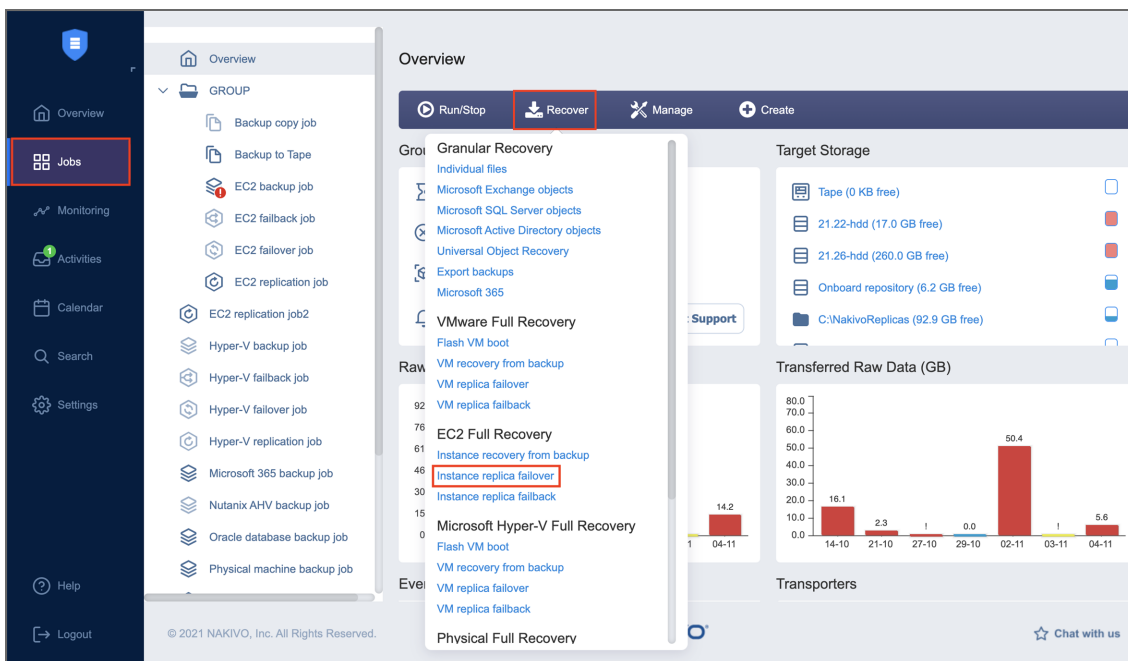 Overview
Jobs
Monitoring
1
Activities
Calendar
Search
Settings
Help
Logout
Overview
GROUP
Backup copy job
Backup to Tape
EC2 backup job
EC2 failback job
EC2 failover job
EC2 replication job
EC2 replication job2
Hyper-V backup job
Hyper-V failback job
Hyper-V failover job
Hyper-V replication job
Microsoft 365 backup job
Nutanix AHV backup job
Oracle database backup job
Physical machine backup job
© 2021 NAKIVO, Inc. All Rights Reserved.
Overview
Run/Stop
Recover
Manage
Create
Granular Recovery
Individual files
Microsoft Exchange objects
Microsoft SQL Server objects
Microsoft Active Directory objects
Universal Object Recovery
Export backups
Microsoft 365
VMware Full Recovery
Flash VM boot
VM recovery from backup
VM replica failover
VM replica failback
EC2 Full Recovery
Instance recovery from backup
Instance replica failover
Instance replica failback
Microsoft Hyper-V Full Recovery
Flash VM boot
VM recovery from backup
VM replica failover
VM replica failback
Physical Full Recovery
Support
Raw
92
76
61
46
30
15
0
14.2
1 04-11
Target Storage
Tape (0 KB free)
21.22-hdd (17.0 GB free)
21.26-hdd (260.0 GB free)
Onboard repository (6.2 GB free)
C:\NakivoReplicas (92.9 GB free)
Transferred Raw Data (GB)
80.0
70.0
60.0
50.0
40.0
30.0
20.0
10.0
0.0
16.1 2.3 ! 0.0 50.4 ! 5.6
14-10 21-10 27-10 29-10 02-11 03-11 04-11
Transporters
Chat with us